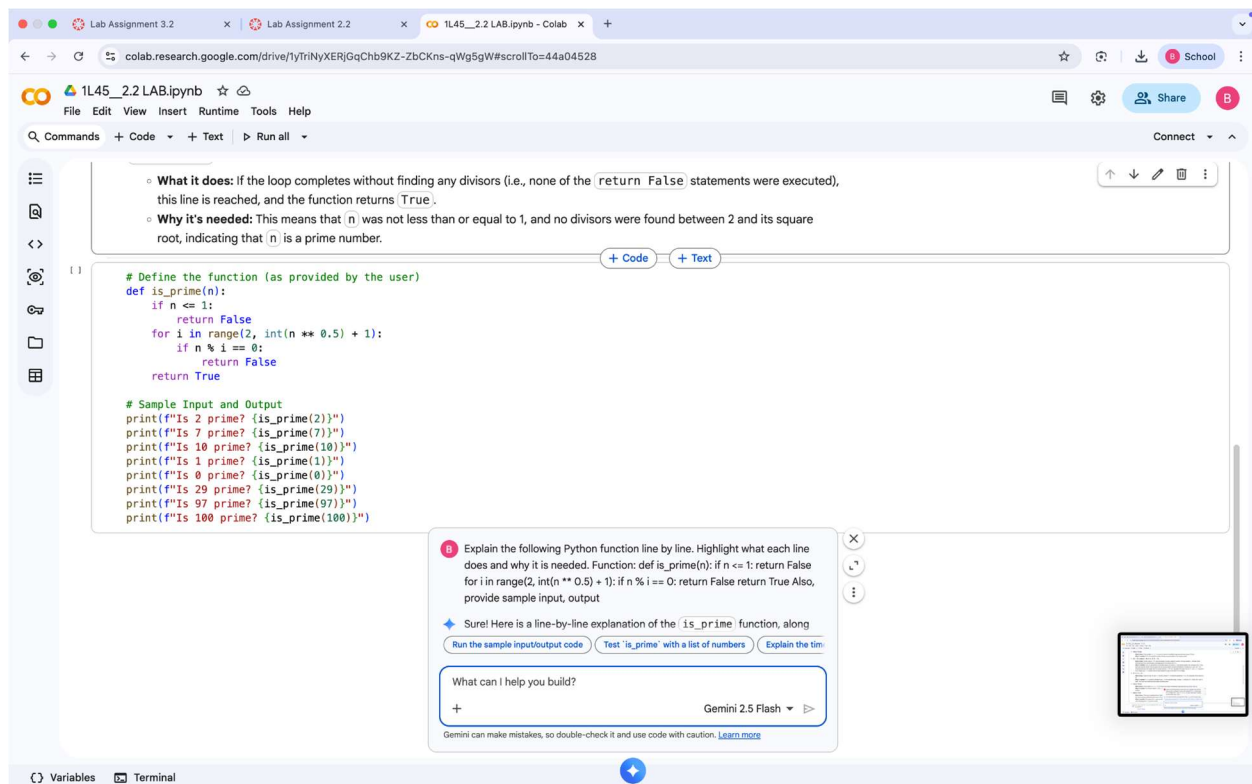 Lab Assignment 3.2
Lab Assignment 2.2
1L45__2.2 LAB.ipynb - Colab
colab.research.google.com/drive/1yTriNyXERjGqChb9KZ-ZbCKns-qWg5gW#scrollTo=44a04528
B School
1L45__2.2 LAB.ipynb
File Edit View Insert Runtime Tools Help
Share
B
Commands + Code + Text Run all
Connect
What it does: If the loop completes without finding any divisors (i.e., none of the return False statements were executed),
this line is reached, and the function returns True.
Why it's needed: This means that n was not less than or equal to 1, and no divisors were found between 2 and its square
root, indicating that n is a prime number.
+ Code + Text
[ ]
# Define the function (as provided by the user)
def is_prime(n):
    if n <= 1:
        return False
    for i in range(2, int(n ** 0.5) + 1):
        if n % i == 0:
            return False
    return True
# Sample Input and Output
print(f"Is 2 prime? {is_prime(2)}")
print(f"Is 7 prime? {is_prime(7)}")
print(f"Is 10 prime? {is_prime(10)}")
print(f"Is 1 prime? {is_prime(1)}")
print(f"Is 0 prime? {is_prime(0)}")
print(f"Is 29 prime? {is_prime(29)}")
print(f"Is 97 prime? {is_prime(97)}")
print(f"Is 100 prime? {is_prime(100)}")
B
Explain the following Python function line by line. Highlight what each line
does and why it is needed. Function: def is_prime(n): if n <= 1: return False
for i in range(2, int(n ** 0.5) + 1): if n % i == 0: return False return True Also,
provide sample input, output
Sure! Here is a line-by-line explanation of the is_prime function, along
Run the sample input/output code
Test `is_prime` with a list of numbers
Explain the tim
What can I help you build?
+ Gemini 2.5 Flash
Gemini can make mistakes, so double-check it and use code with caution. Learn more
Variables Terminal